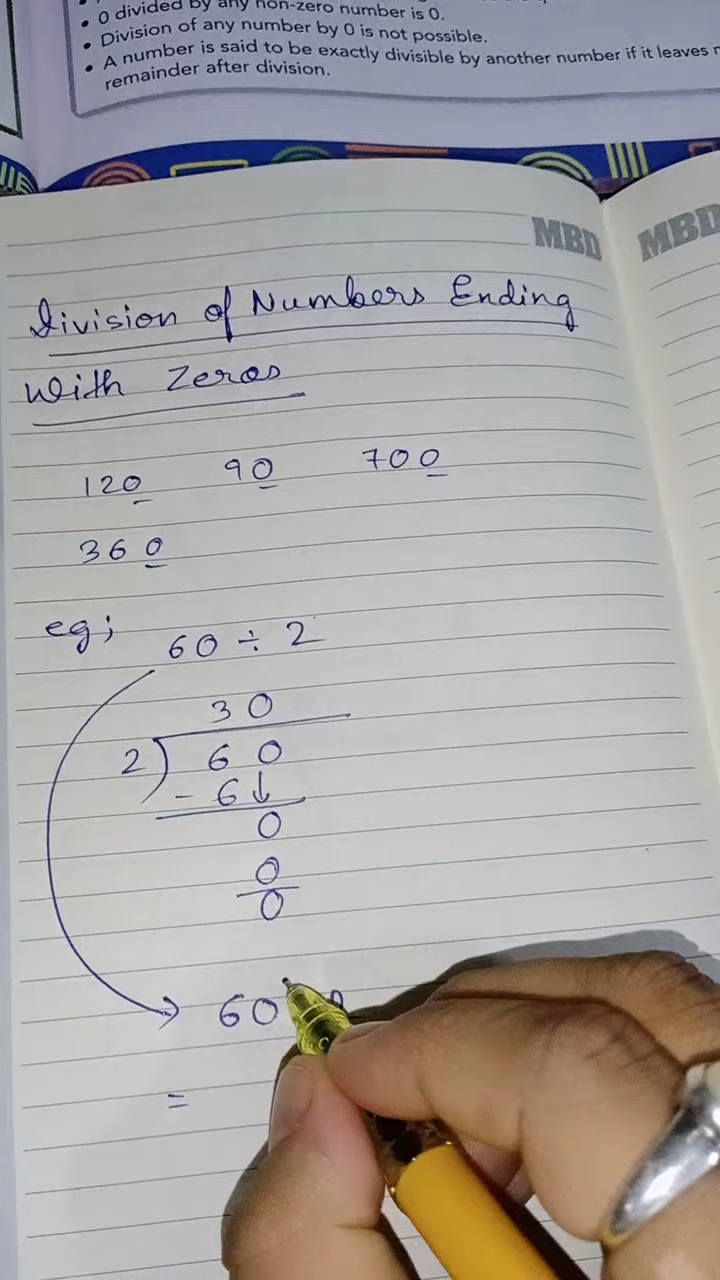 • 0 divided by any non-zero number is 0.
• Division of any number by 0 is not possible.
• A number is said to be exactly divisible by another number if it leaves
remainder after division.
MBD MBD
Division of Numbers Ending
With Zeros
120 90 700
360
eg; 60 ÷ 2
30
2) 60
- 6↓
0
0
0
→ 60
=